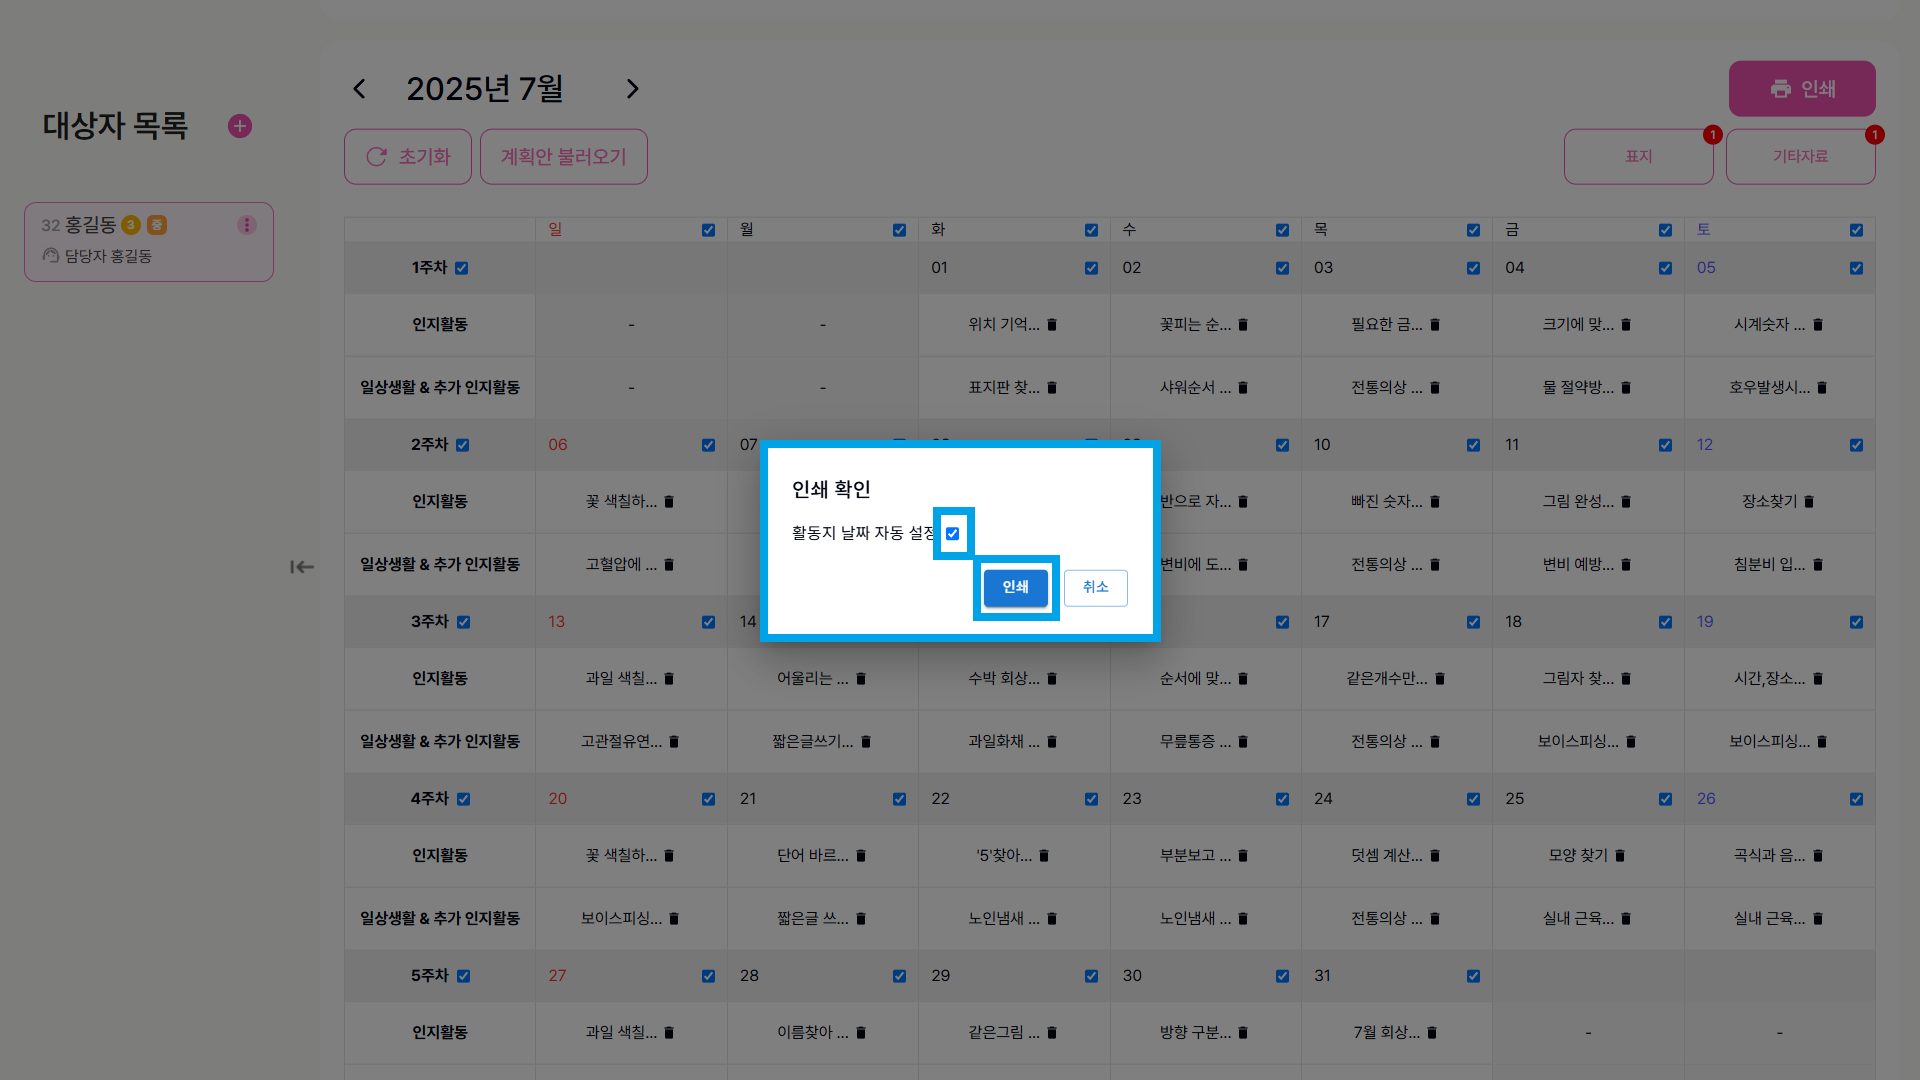 2025년 7월
인쇄
대상자 목록
초기화
계획안 불러오기
표지
1
기타자료
1
32 홍길동 3 중
담당자 홍길동
일 월 화 수 목 금 토
1주차 01 02 03 04 05
인지활동 - - 위치 기억... 꽃피는 순... 필요한 금... 크기에 맞... 시계숫자 ...
일상생활 & 추가 인지활동 - - 표지판 찾... 샤워순서 ... 전통의상 ... 물 절약방... 호우발생시...
2주차 06 07 10 11 12
인지활동 꽃 색칠하... 반으로 자... 빠진 숫자... 그림 완성... 장소찾기
일상생활 & 추가 인지활동 고혈압에 ... 변비에 도... 전통의상 ... 변비 예방... 침분비 입...
인쇄 확인
활동지 날짜 자동 설정
인쇄 취소
3주차 13 14 17 18 19
인지활동 과일 색칠... 어울리는 ... 수박 회상... 순서에 맞... 같은개수만... 그림자 찾... 시간,장소...
일상생활 & 추가 인지활동 고관절유연... 짧은글쓰기... 과일화채 ... 무릎통증 ... 전통의상 ... 보이스피싱... 보이스피싱...
4주차 20 21 22 23 24 25 26
인지활동 꽃 색칠하... 단어 바르... '5'찾아... 부분보고 ... 덧셈 계산... 모양 찾기 곡식과 음...
일상생활 & 추가 인지활동 보이스피싱... 짧은글 쓰... 노인냄새 ... 노인냄새 ... 전통의상 ... 실내 근육... 실내 근육...
5주차 27 28 29 30 31
인지활동 과일 색칠... 이름찾아 ... 같은그림 ... 방향 구분... 7월 회상... - -